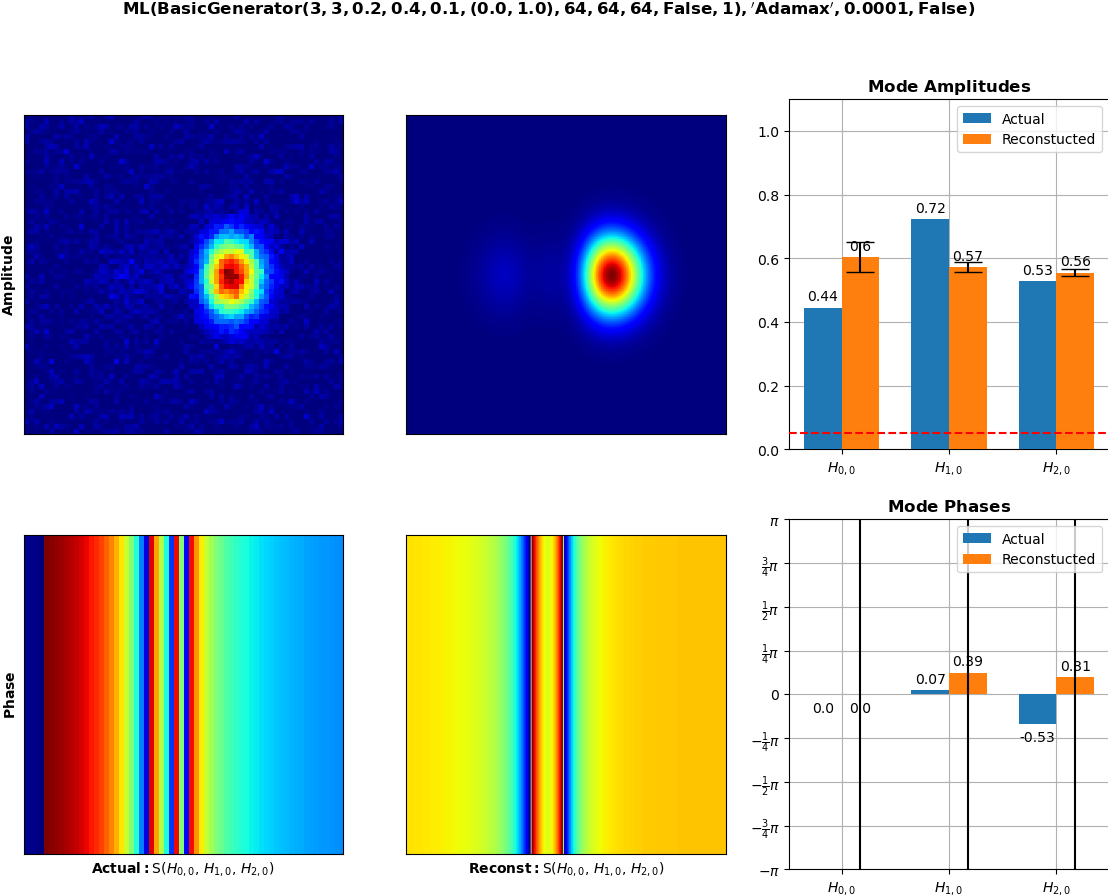 ML(BasicGenerator(3, 3, 0.2, 0.4, 0.1, (0.0, 1.0), 64, 64, 64, False, 1), ′Adamax′, 0.0001, False)
Amplitude
Mode Amplitudes
Actual
Reconstucted
1.0
0.8
0.6
0.4
0.2
0.0
0.44
0.6
0.72
0.57
0.53
0.56
H₀,₀
H₁,₀
H₂,₀
Phase
Actual: S(H₀,₀, H₁,₀, H₂,₀)
Reconst: S(H₀,₀, H₁,₀, H₂,₀)
Mode Phases
Actual
Reconstucted
π
3/4π
1/2π
1/4π
0
−1/4π
−1/2π
−3/4π
−π
0.0
0.0
0.07
0.39
-0.53
0.31
H₀,₀
H₁,₀
H₂,₀